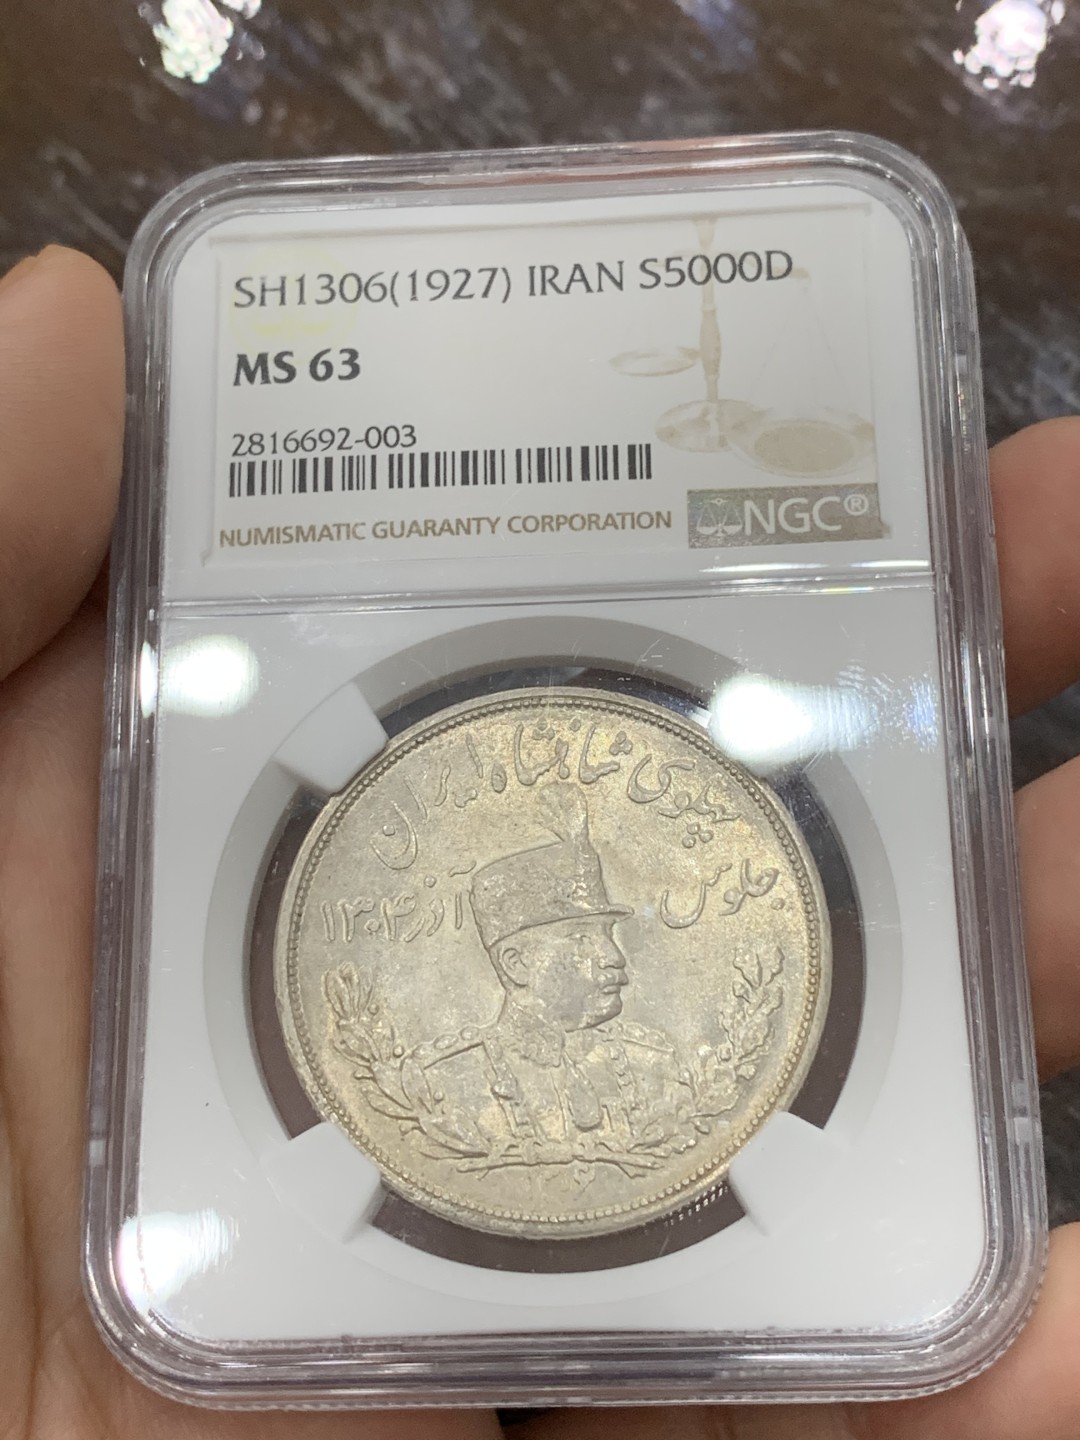 SH1306(1927) IRAN S5000D
MS 63
2816692-003
NUMISMATIC GUARANTY CORPORATION
NGC®
پهلوی شاهنشاه ایران
جلوس آذر ۱۳۰۴